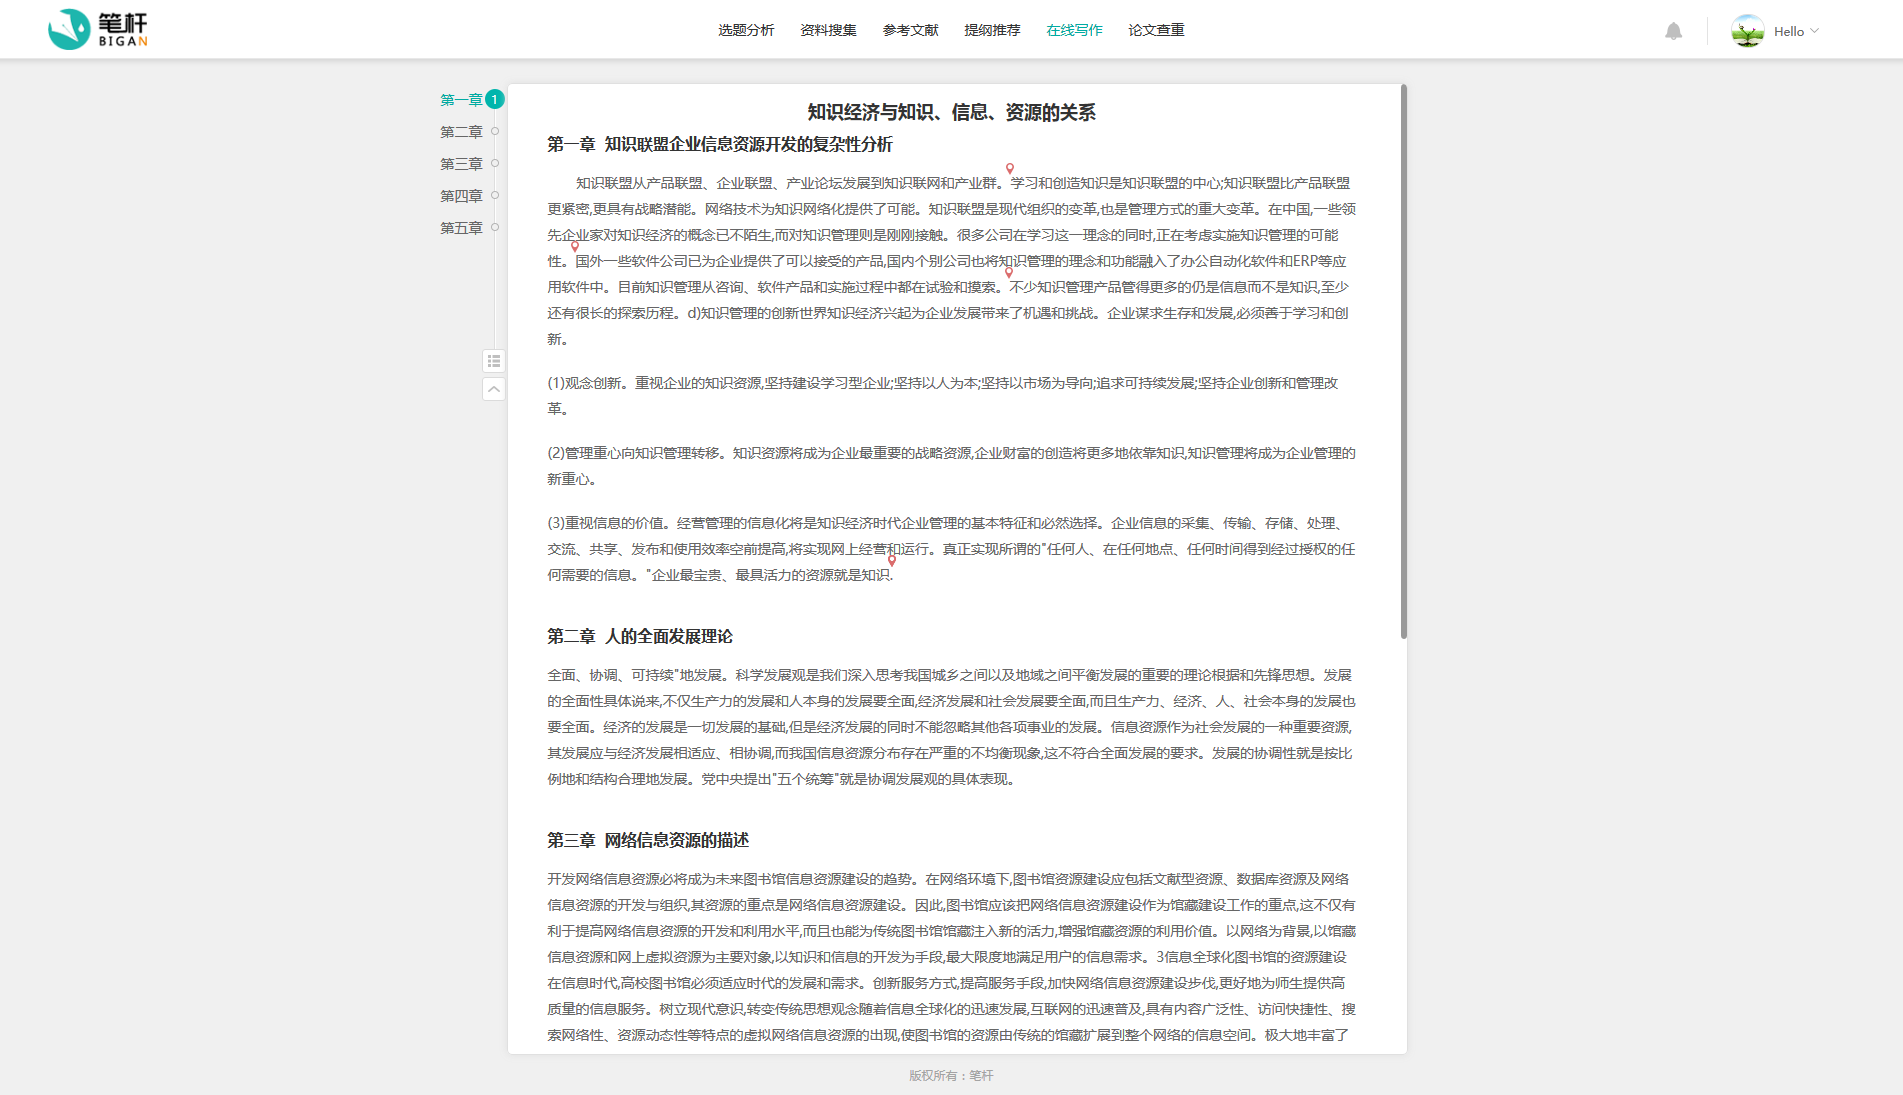 笔杆
BIGAN
选题分析 资料搜集 参考文献 提纲推荐 在线写作 论文查重
Hello
第一章 1
第二章
第三章
第四章
第五章
知识经济与知识、信息、资源的关系
第一章 知识联盟企业信息资源开发的复杂性分析
知识联盟从产品联盟、企业联盟、产业论坛发展到知识联网和产业群。学习和创造知识是知识联盟的中心;知识联盟比产品联盟
更紧密,更具有战略潜能。网络技术为知识网络化提供了可能。知识联盟是现代组织的变革,也是管理方式的重大变革。在中国,一些领
先企业家对知识经济的概念已不陌生,而对知识管理则是刚刚接触。很多公司在学习这一理念的同时,正在考虑实施知识管理的可能
性。国外一些软件公司已为企业提供了可以接受的产品,国内个别公司也将知识管理的理念和功能融入了办公自动化软件和ERP等应
用软件中。目前知识管理从咨询、软件产品和实施过程中都在试验和摸索。不少知识管理产品管得更多的仍是信息而不是知识,至少
还有很长的探索历程。d)知识管理的创新世界知识经济兴起为企业发展带来了机遇和挑战。企业谋求生存和发展,必须善于学习和创
新。
(1)观念创新。重视企业的知识资源,坚持建设学习型企业;坚持以人为本;坚持以市场为导向;追求可持续发展;坚持企业创新和管理改
革。
(2)管理重心向知识管理转移。知识资源将成为企业最重要的战略资源,企业财富的创造将更多地依靠知识,知识管理将成为企业管理的
新重心。
(3)重视信息的价值。经营管理的信息化将是知识经济时代企业管理的基本特征和必然选择。企业信息的采集、传输、存储、处理、
交流、共享、发布和使用效率空前提高,将实现网上经营和运行。真正实现所谓的"任何人、在任何地点、任何时间得到经过授权的任
何需要的信息。"企业最宝贵、最具活力的资源就是知识.
第二章 人的全面发展理论
全面、协调、可持续"地发展。科学发展观是我们深入思考我国城乡之间以及地域之间平衡发展的重要的理论根据和先锋思想。发展
的全面性具体说来,不仅生产力的发展和人本身的发展要全面,经济发展和社会发展要全面,而且生产力、经济、人、社会本身的发展也
要全面。经济的发展是一切发展的基础,但是经济发展的同时不能忽略其他各项事业的发展。信息资源作为社会发展的一种重要资源,
其发展应与经济发展相适应、相协调,而我国信息资源分布存在严重的不均衡现象,这不符合全面发展的要求。发展的协调性就是按比
例地和结构合理地发展。党中央提出"五个统筹"就是协调发展观的具体表现。
第三章 网络信息资源的描述
开发网络信息资源必将成为未来图书馆信息资源建设的趋势。在网络环境下,图书馆资源建设应包括文献型资源、数据库资源及网络
信息资源的开发与组织,其资源的重点是网络信息资源建设。因此,图书馆应该把网络信息资源建设作为馆藏建设工作的重点,这不仅有
利于提高网络信息资源的开发和利用水平,而且也能为传统图书馆馆藏注入新的活力,增强馆藏资源的利用价值。以网络为背景,以馆藏
信息资源和网上虚拟资源为主要对象,以知识和信息的开发为手段,最大限度地满足用户的信息需求。3信息全球化图书馆的资源建设
在信息时代,高校图书馆必须适应时代的发展和需求。创新服务方式,提高服务手段,加快网络信息资源建设步伐,更好地为师生提供高
质量的信息服务。树立现代意识,转变传统思想观念随着信息全球化的迅速发展,互联网的迅速普及,具有内容广泛性、访问快捷性、搜
索网络性、资源动态性等特点的虚拟网络信息资源的出现,使图书馆的资源由传统的馆藏扩展到整个网络的信息空间。极大地丰富了
版权所有：笔杆